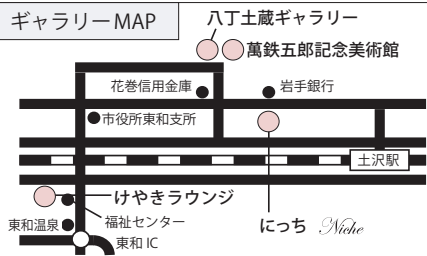 ギャラリーMAP
八丁土蔵ギャラリー
萬鉄五郎記念美術館
花巻信用金庫
岩手銀行
市役所東和支所
土沢駅
けやきラウンジ
福祉センター
東和温泉
東和IC
にっち Niche